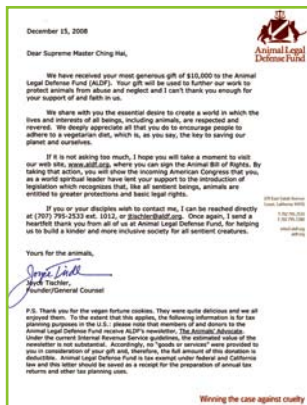 December 15, 2008
Animal Legal
Defense Fund
Dear Supreme Master Ching Hai,
We have received your most generous gift of $10,000 to the Animal
Legal Defense Fund (ALDF). Your gift will be used to further our work to
protect animals from abuse and neglect and I can't thank you enough for
your support of and faith in us.
We share with you the essential desire to create a world in which the
lives and interests of all beings, including animals, are respected and
revered. We deeply appreciate all that you do to encourage people to
adhere to a vegetarian diet, which is, as you say, the key to saving our
planet and ourselves.
If it is not asking too much, I hope you will take a moment to visit
our web site, www.aldf.org, where you can sign the Animal Bill of Rights. By
taking that action, you will show the incoming American Congress that you,
as a world spiritual leader have lent your support to the introduction of
legislation which recognizes that, like all sentient beings, animals are
entitled to greater protections and basic legal rights.
If you or your disciples wish to contact me, I can be reached directly
at (707) 795-2533 ext. 1012, or jtischler@aldf.org. Once again, I send a
heartfelt thank you from all of us at Animal Legal Defense Fund, for helping
us to build a kinder and more inclusive society for all sentient creatures.
Yours for the animals,
Joyce Tischler,
Founder/General Counsel
P.S. Thank you for the vegan fortune cookies. They were quite delicious and we all
enjoyed them. To the extent that this applies, the following information is for tax
planning purposes in the U.S.: please note that members of and donors to the
Animal Legal Defense Fund receive ALDF's newsletter, The Animals' Advocate.
Under the current Internal Revenue Service guidelines, the estimated value of the
newsletter is not substantial. Accordingly, no "goods or services" were provided to
you in consideration of your gift and, therefore, the full amount of this donation is
deductible. Animal Legal Defense Fund is tax exempt under federal and California
law and this letter should be saved as a receipt for the preparation of annual tax
returns and other tax planning uses.
Winning the case against cruelty